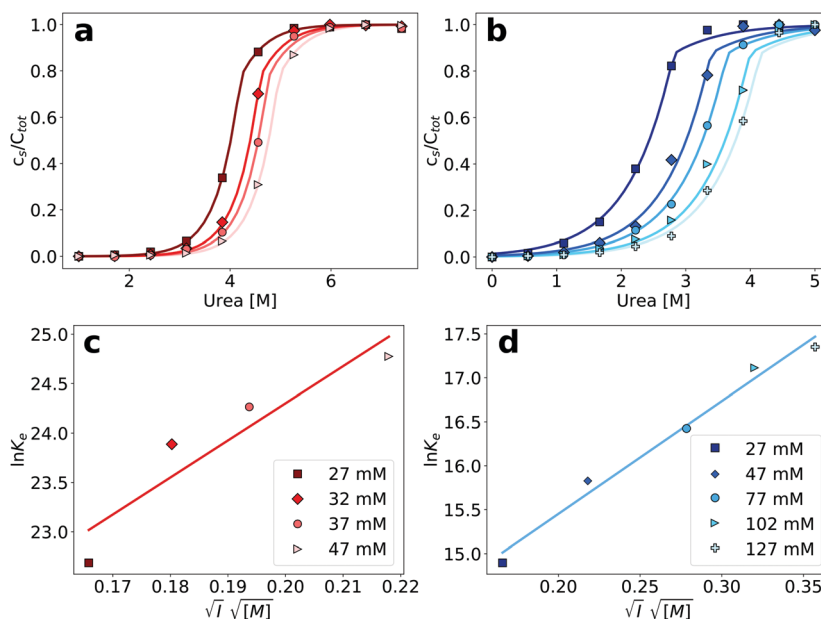 a
1.0
0.8
0.6
0.4
0.2
0.0
c_s/C_tot
2
4
6
Urea [M]
b
1.0
0.8
0.6
0.4
0.2
0.0
c_s/C_tot
0
1
2
3
4
5
Urea [M]
c
25.0
24.5
24.0
23.5
23.0
lnK_e
27 mM
32 mM
37 mM
47 mM
0.17
0.18
0.19
0.20
0.21
0.22
√I √[M]
d
17.5
17.0
16.5
16.0
15.5
15.0
lnK_e
27 mM
47 mM
77 mM
102 mM
127 mM
0.20
0.25
0.30
0.35
√I √[M]